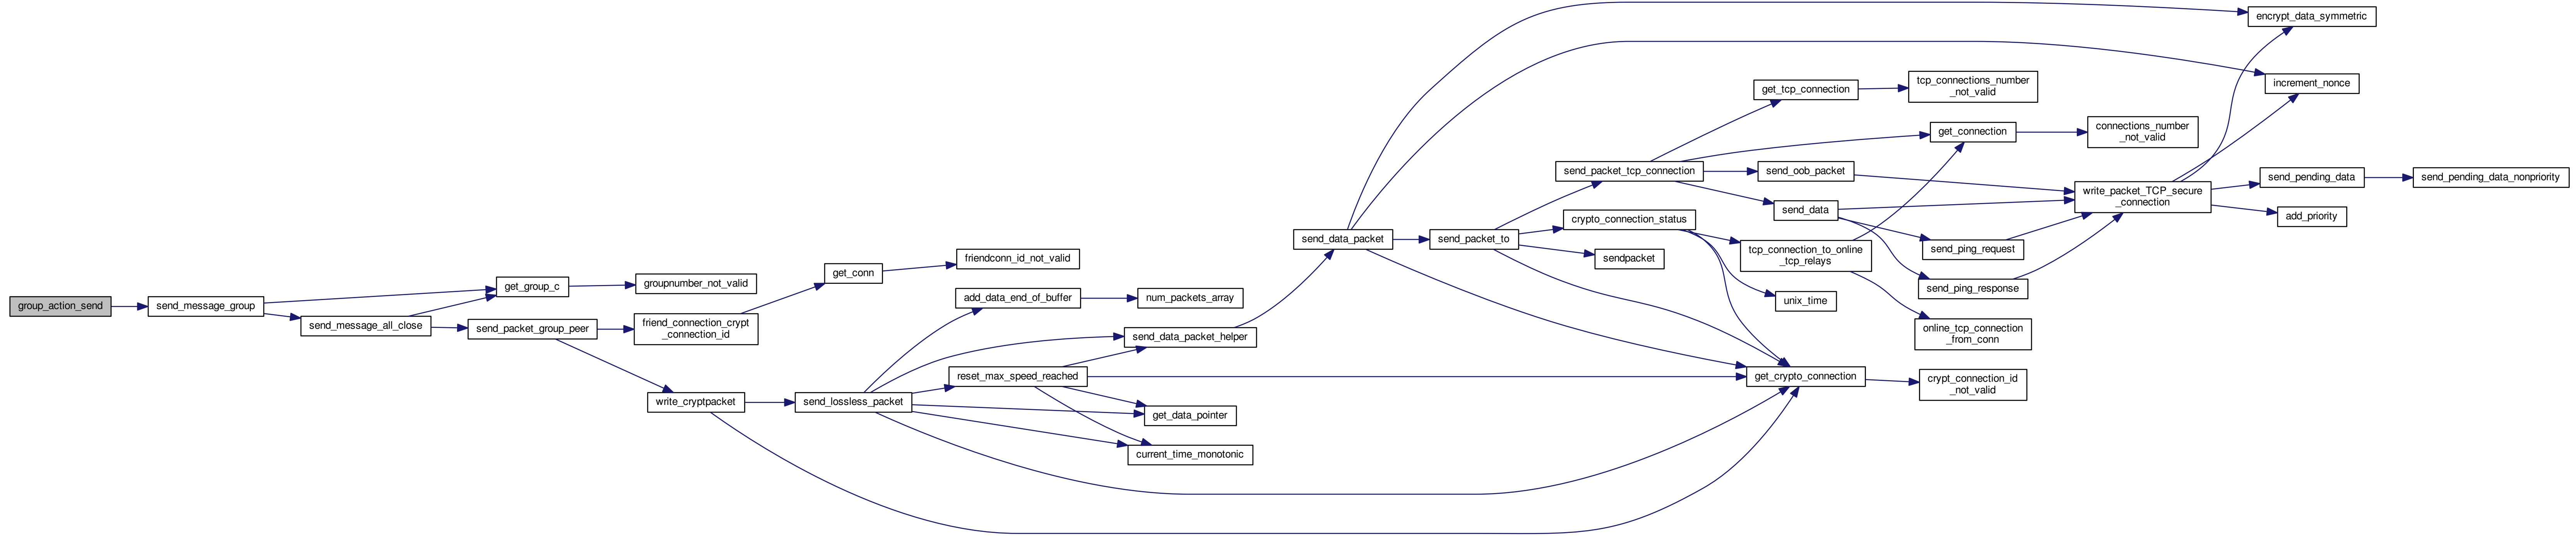 group_action_send
send_message_group
send_message_all_close
get_group_c
send_packet_group_peer
groupnumber_not_valid
friend_connection_crypt
_connection_id
write_cryptpacket
get_conn
send_lossless_packet
friendconn_id_not_valid
add_data_end_of_buffer
reset_max_speed_reached
num_packets_array
send_data_packet_helper
get_data_pointer
current_time_monotonic
send_data_packet
send_packet_to
send_packet_tcp_connection
crypto_connection_status
sendpacket
get_tcp_connection
send_oob_packet
send_data
tcp_connection_to_online
_tcp_relays
unix_time
get_crypto_connection
tcp_connections_number
_not_valid
get_connection
send_ping_request
send_ping_response
online_tcp_connection
_from_conn
crypt_connection_id
_not_valid
connections_number
_not_valid
write_packet_TCP_secure
_connection
encrypt_data_symmetric
increment_nonce
send_pending_data
add_priority
send_pending_data_nonpriority